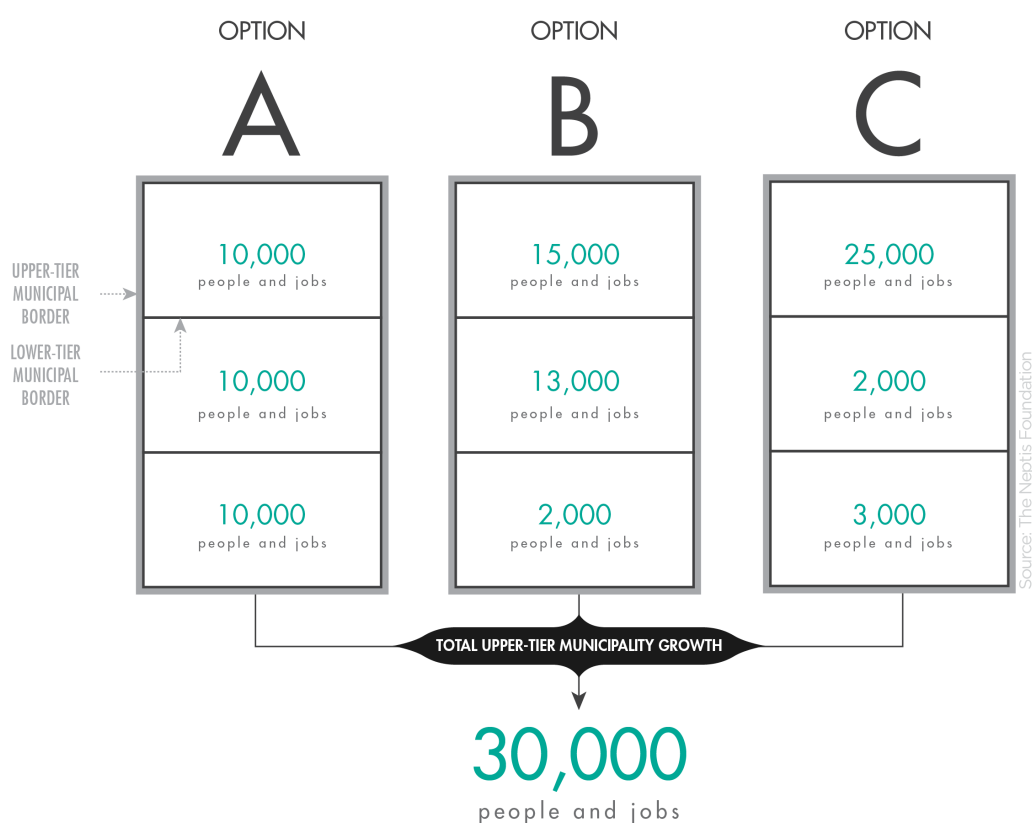 OPTION
A
OPTION
B
OPTION
C
UPPER-TIER
MUNICIPAL
BORDER
LOWER-TIER
MUNICIPAL
BORDER
10,000
people and jobs
10,000
people and jobs
10,000
people and jobs
15,000
people and jobs
13,000
people and jobs
2,000
people and jobs
25,000
people and jobs
2,000
people and jobs
3,000
people and jobs
TOTAL UPPER-TIER MUNICIPALITY GROWTH
30,000
people and jobs
Source: The Neptis Foundation